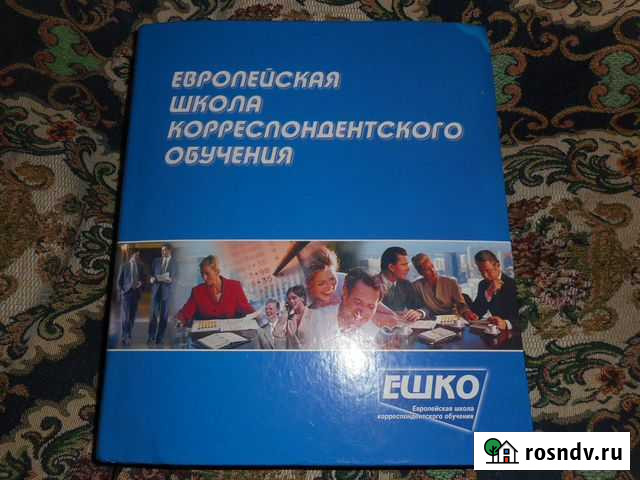 ЕВРОПЕЙСКАЯ
ШКОЛА
КОРРЕСПОНДЕНТСКОГО
ОБУЧЕНИЯ
ЕШКО
Европейская школа
корреспондентского обучения
rosndv.ru